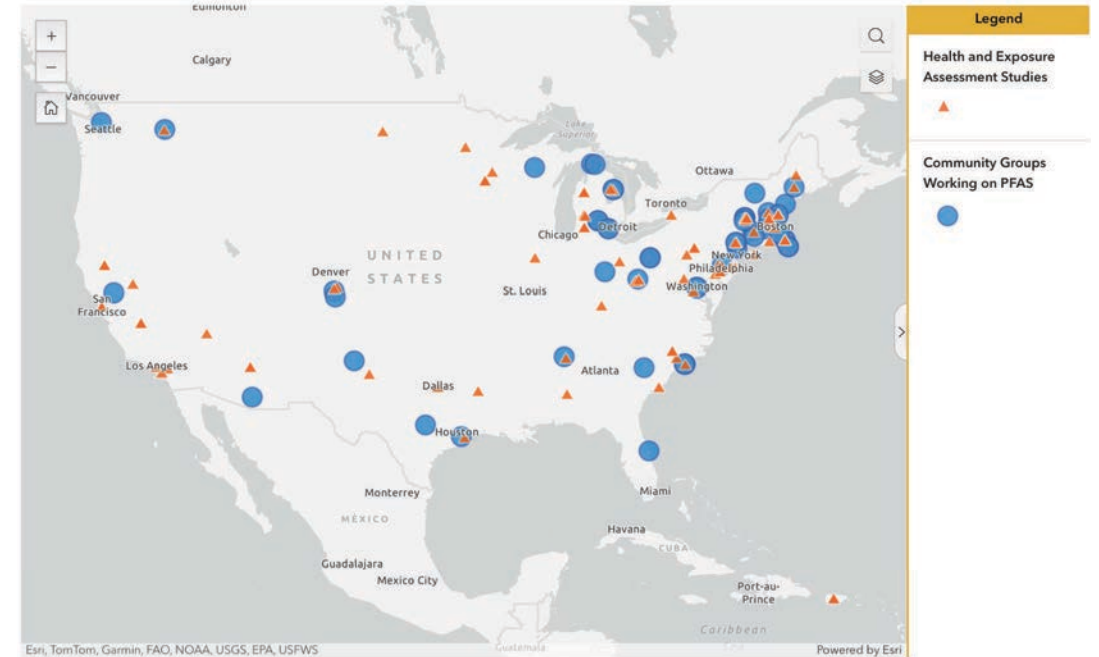 Edmonton
Calgary
Vancouver
Seattle
Lake
Superior
Ottawa
Toronto
Detroit
Chicago
Boston
New York
Philadelphia
Washington
UNITED
STATES
Denver
St. Louis
San
Francisco
Los Angeles
Dallas
Atlanta
Houston
Monterrey
Miami
MÉXICO
Havana
CUBA
Guadalajara
Mexico City
Port-au-
Prince
Caribbean
Sea
Guatemala
Esri, TomTom, Garmin, FAO, NOAA, USGS, EPA, USFWS
Powered by Esri
Legend
Health and Exposure
Assessment Studies
Community Groups
Working on PFAS